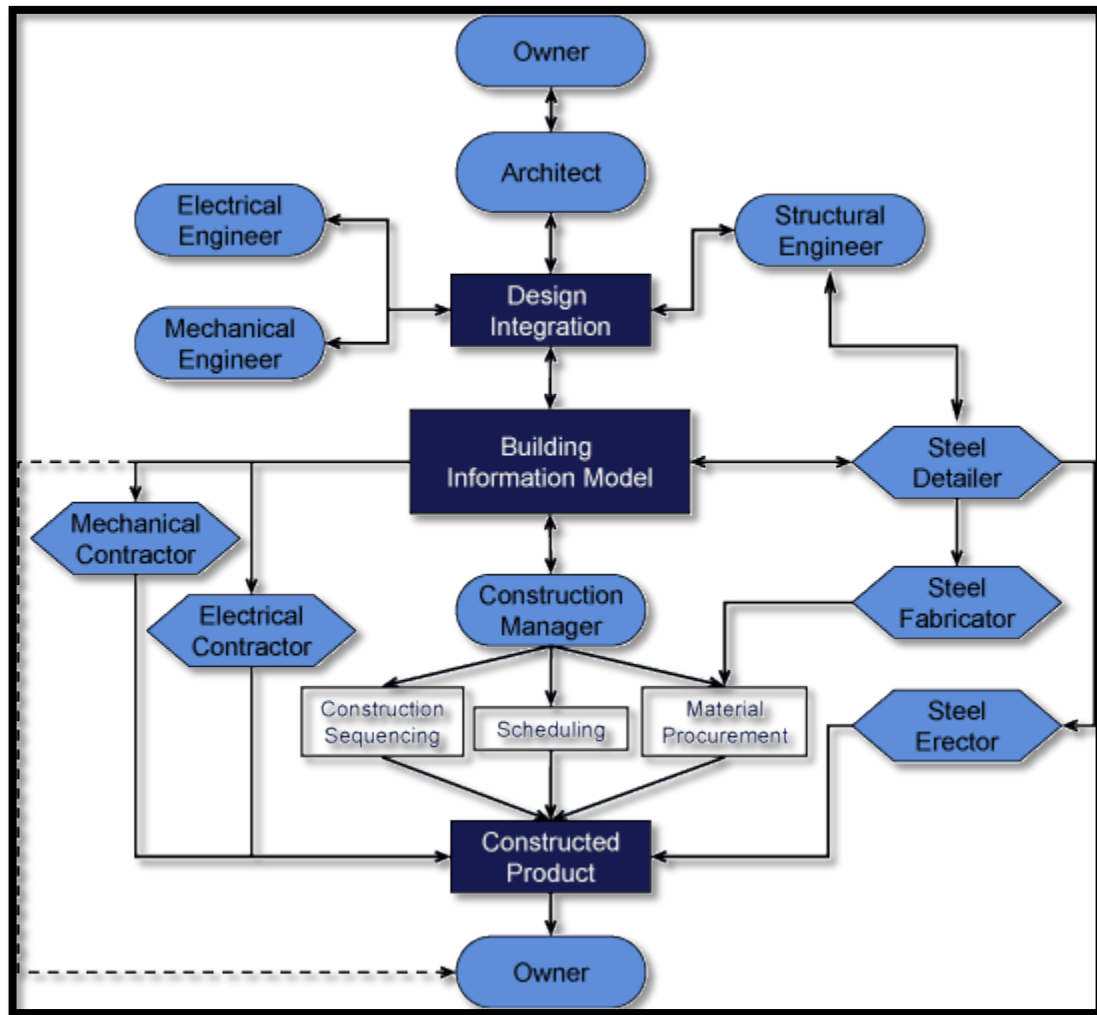 Owner
Architect
Electrical
Engineer
Structural
Engineer
Design
Integration
Mechanical
Engineer
Building
Information Model
Steel
Detailer
Mechanical
Contractor
Electrical
Contractor
Construction
Manager
Steel
Fabricator
Construction
Sequencing
Scheduling
Material
Procurement
Steel
Erector
Constructed
Product
Owner